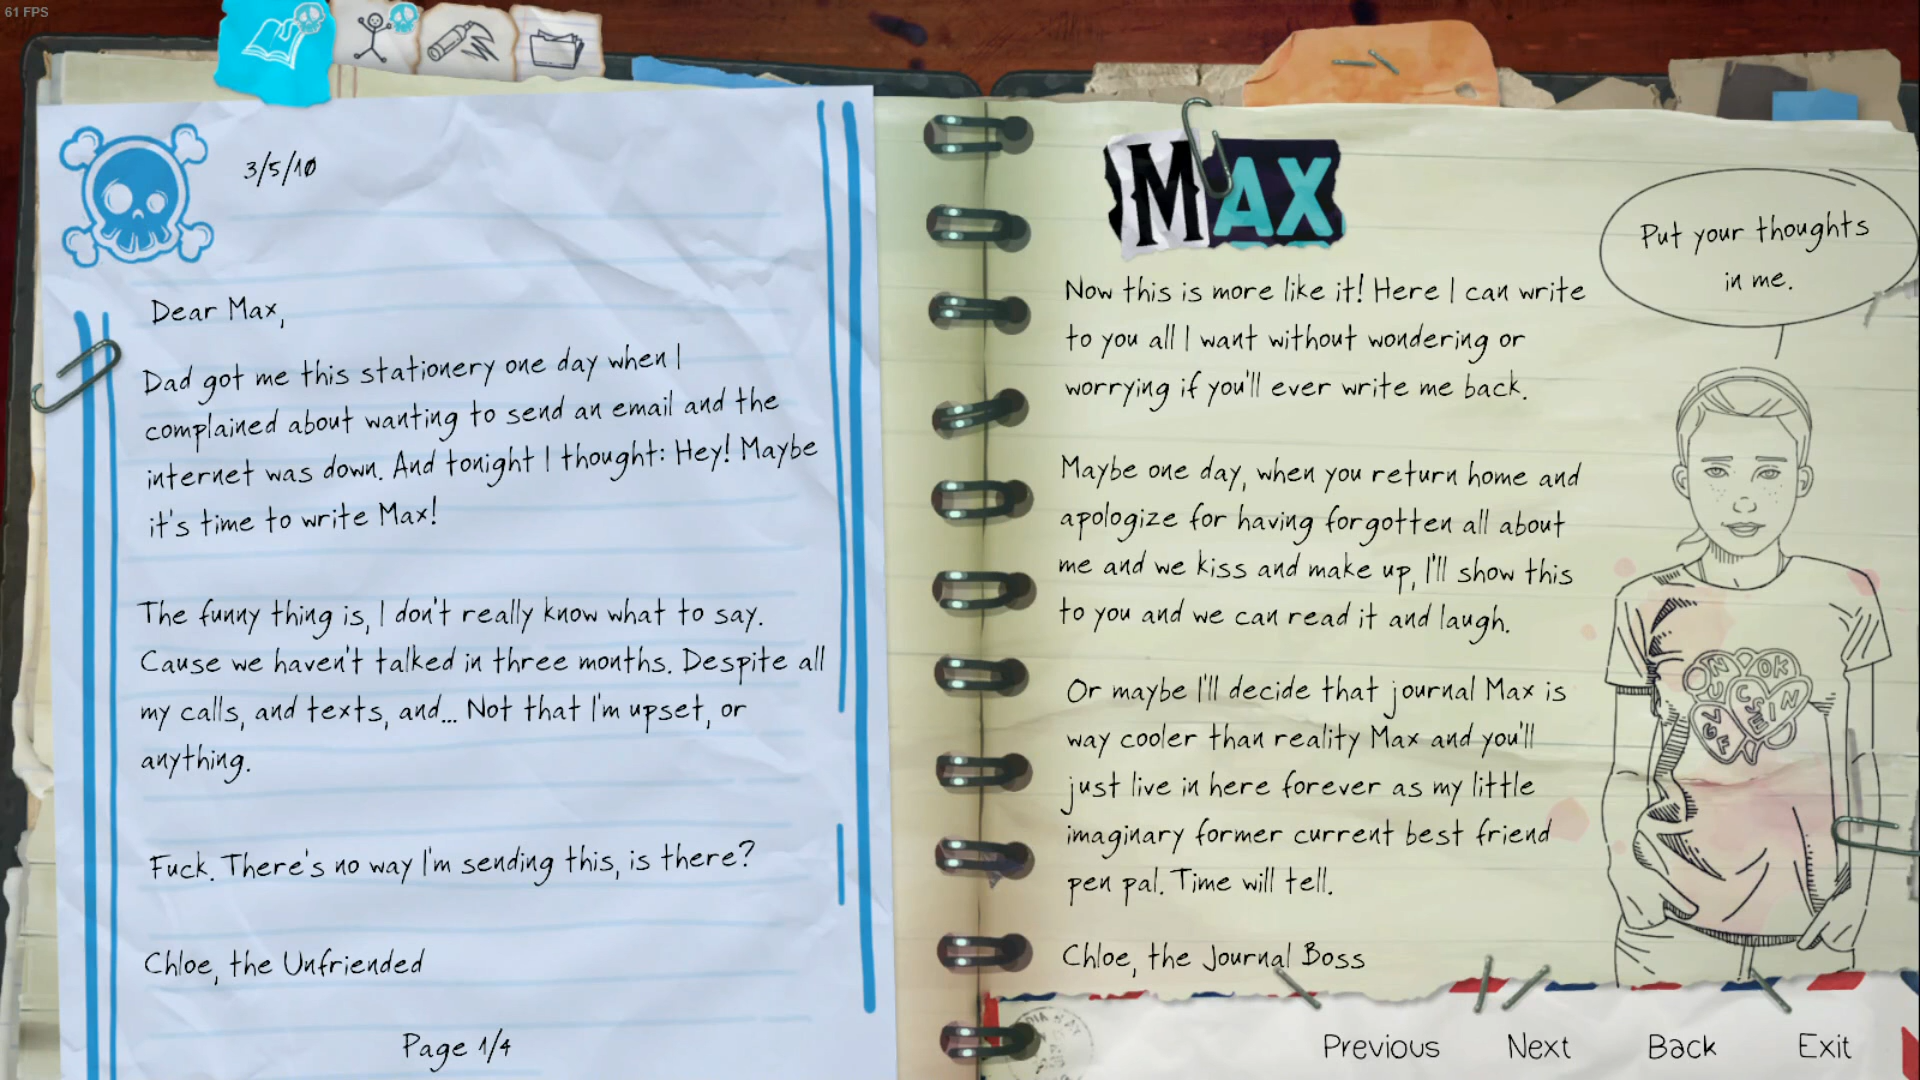 61 FPS
3/5/10
Dear Max,
Dad got me this stationery one day when I
complained about wanting to send an email and the
internet was down. And tonight I thought: Hey! Maybe
it's time to write Max!
The funny thing is, I don't really know what to say.
Cause we haven't talked in three months. Despite all
my calls, and texts, and... Not that I'm upset, or
anything.
Fuck. There's no way I'm sending this, is there?
Chloe, the Unfriended
Page 1/4
MAX
Put your thoughts
in me.
Now this is more like it! Here I can write
to you all I want without wondering or
worrying if you'll ever write me back.
Maybe one day, when you return home and
apologize for having forgotten all about
me and we kiss and make up, I'll show this
to you and we can read it and laugh.
Or maybe I'll decide that journal Max is
way cooler than reality Max and you'll
just live in here forever as my little
imaginary former current best friend
pen pal. Time will tell.
Chloe, the Journal Boss
Previous Next Back Exit